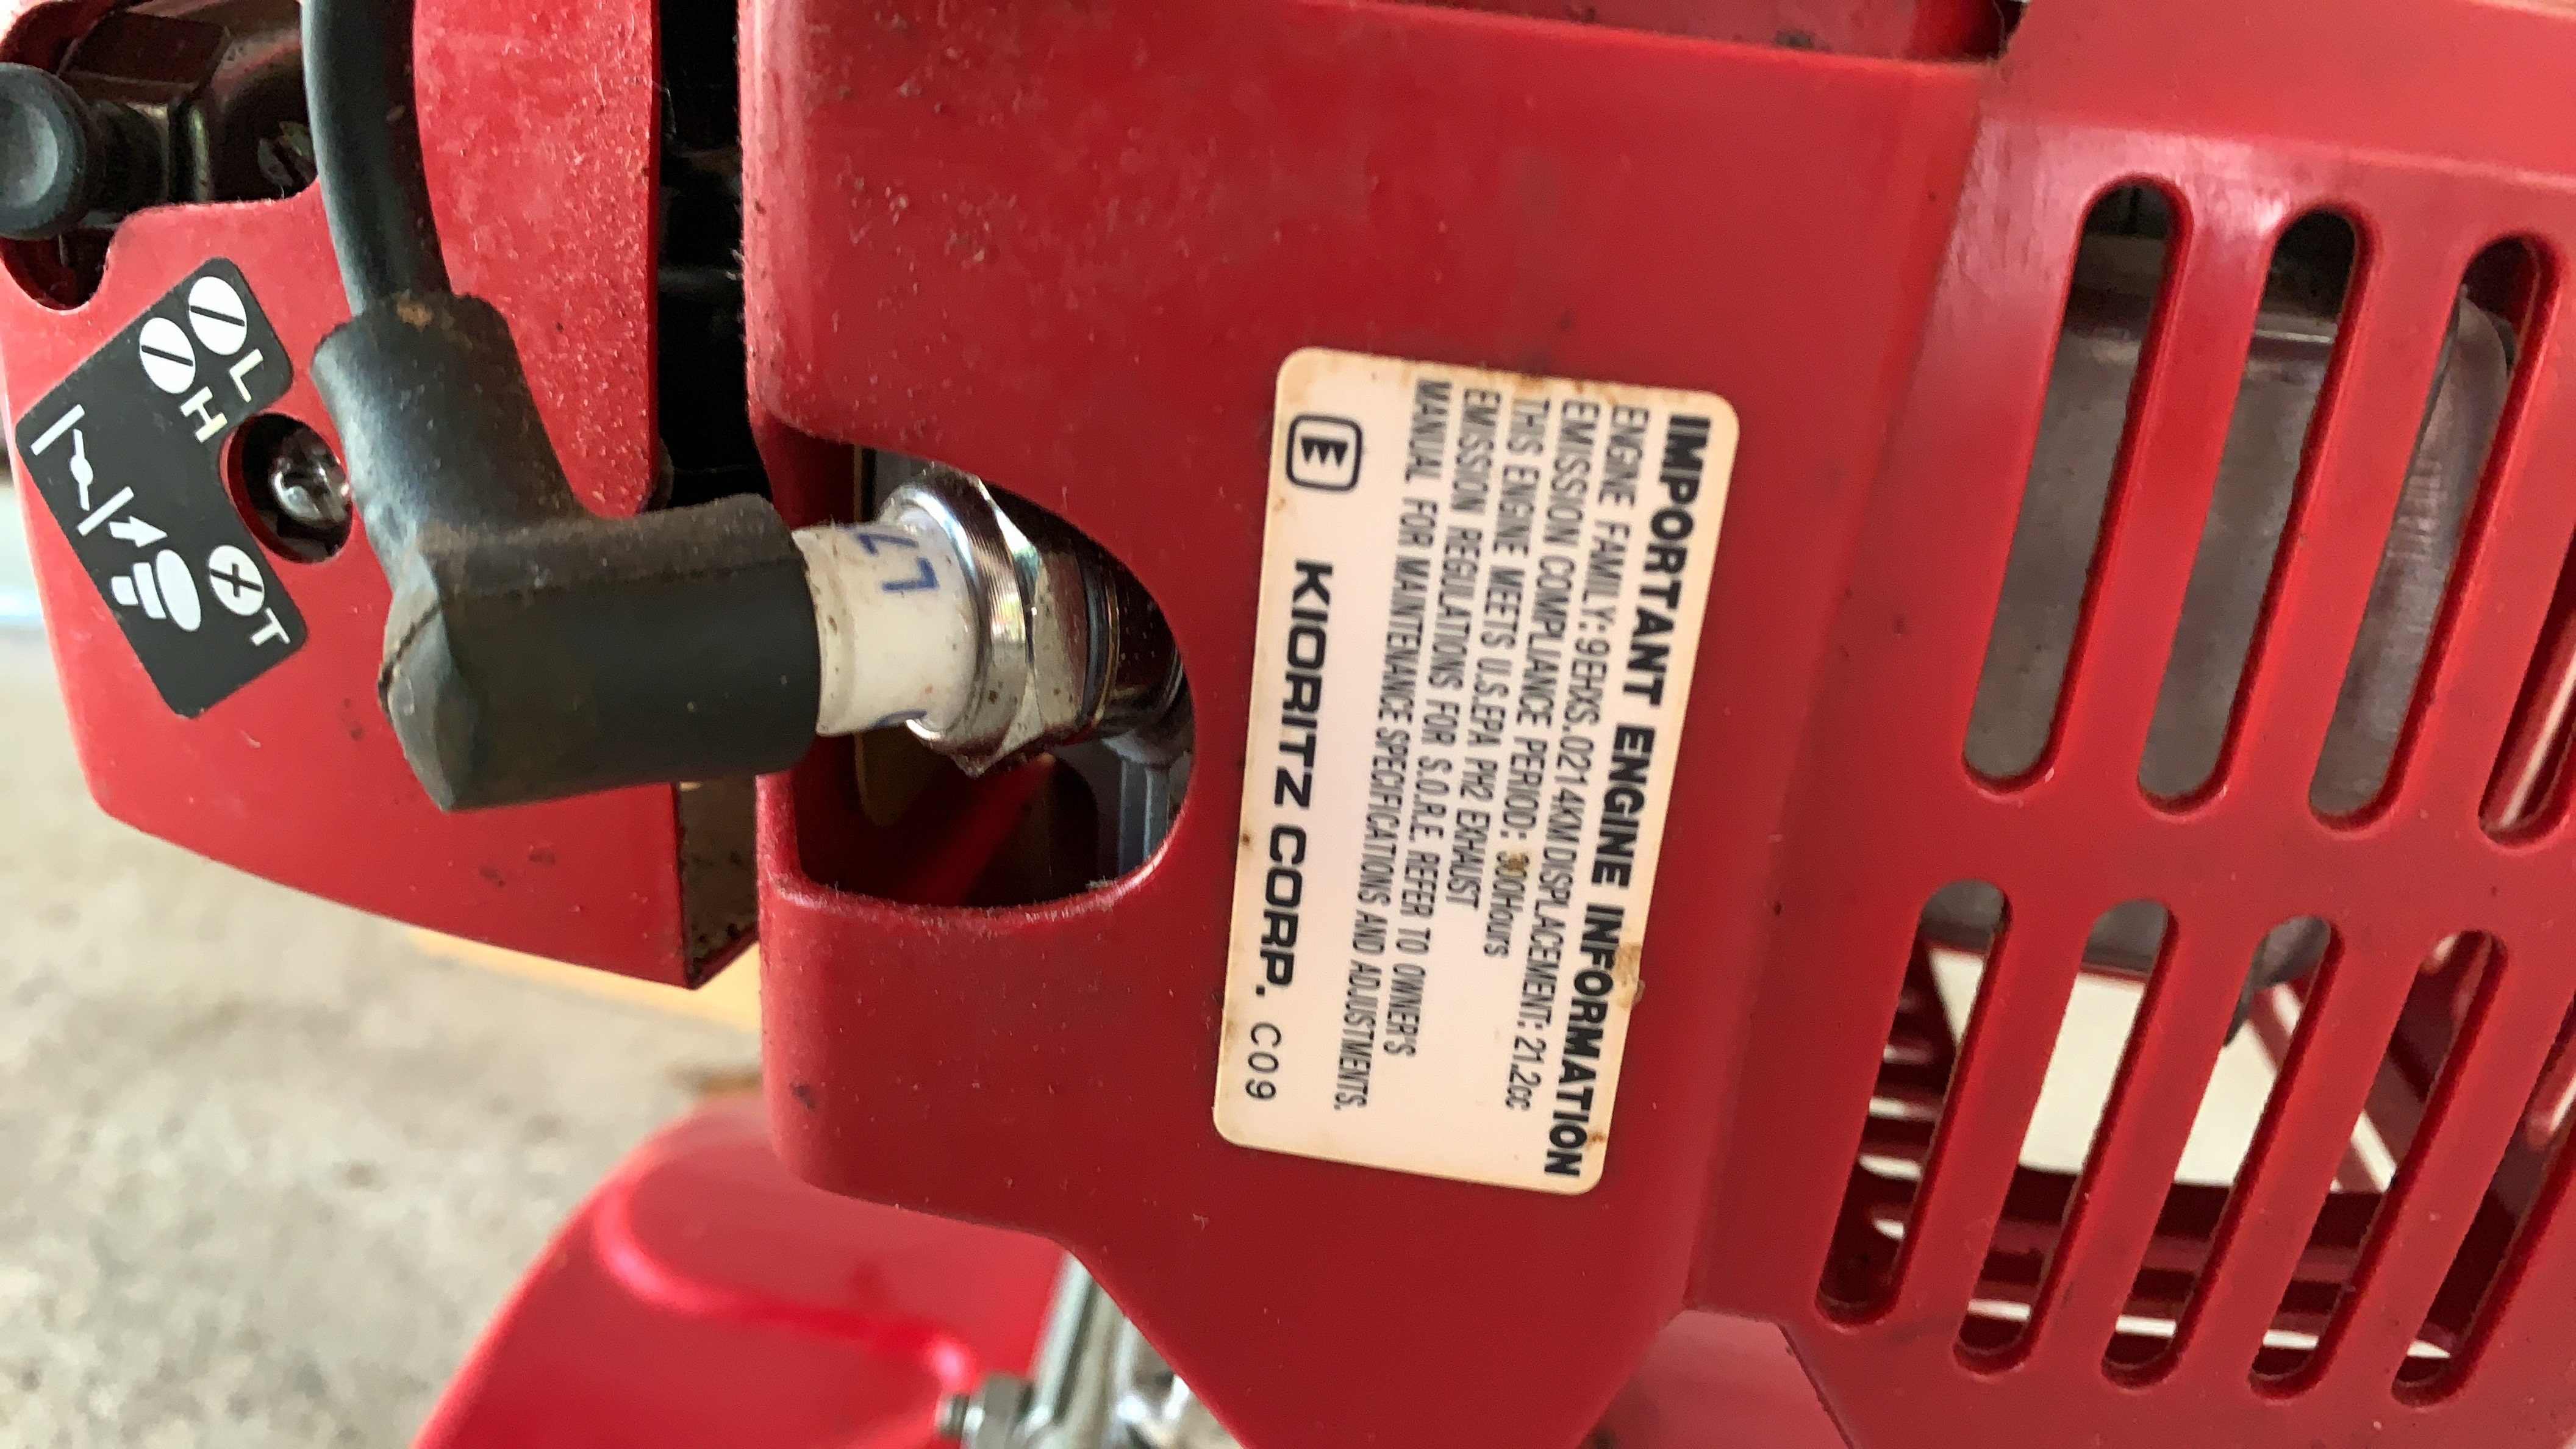 IMPORTANT ENGINE INFORMATION
ENGINE FAMILY: 9EHXS.0214KM DISPLACEMENT: 21.2cc
EMISSION COMPLIANCE PERIOD: 300Hours
THIS ENGINE MEETS U.S.EPA PH2 EXHAUST
EMISSION REGULATIONS FOR S.O.R.E. REFER TO OWNER'S
MANUAL FOR MAINTENANCE SPECIFICATIONS AND ADJUSTMENTS.
E KIORITZ CORP. C09
L
H
T